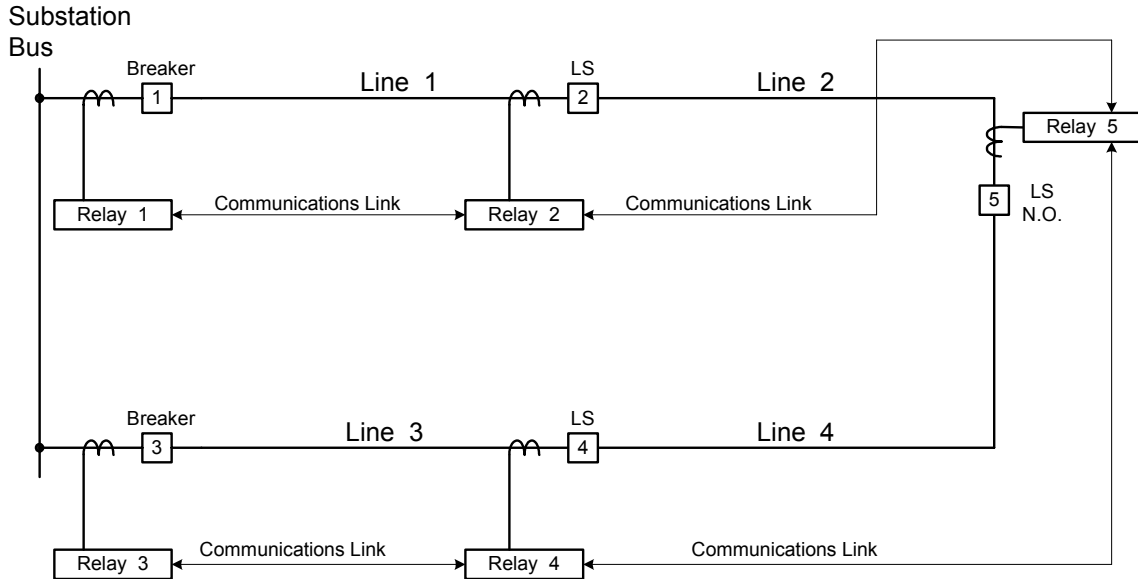 Substation
Bus
Breaker
1
Line 1
LS
2
Line 2
Relay 5
Relay 1
Communications Link
Relay 2
Communications Link
5
LS
N.O.
Breaker
3
Line 3
LS
4
Line 4
Relay 3
Communications Link
Relay 4
Communications Link